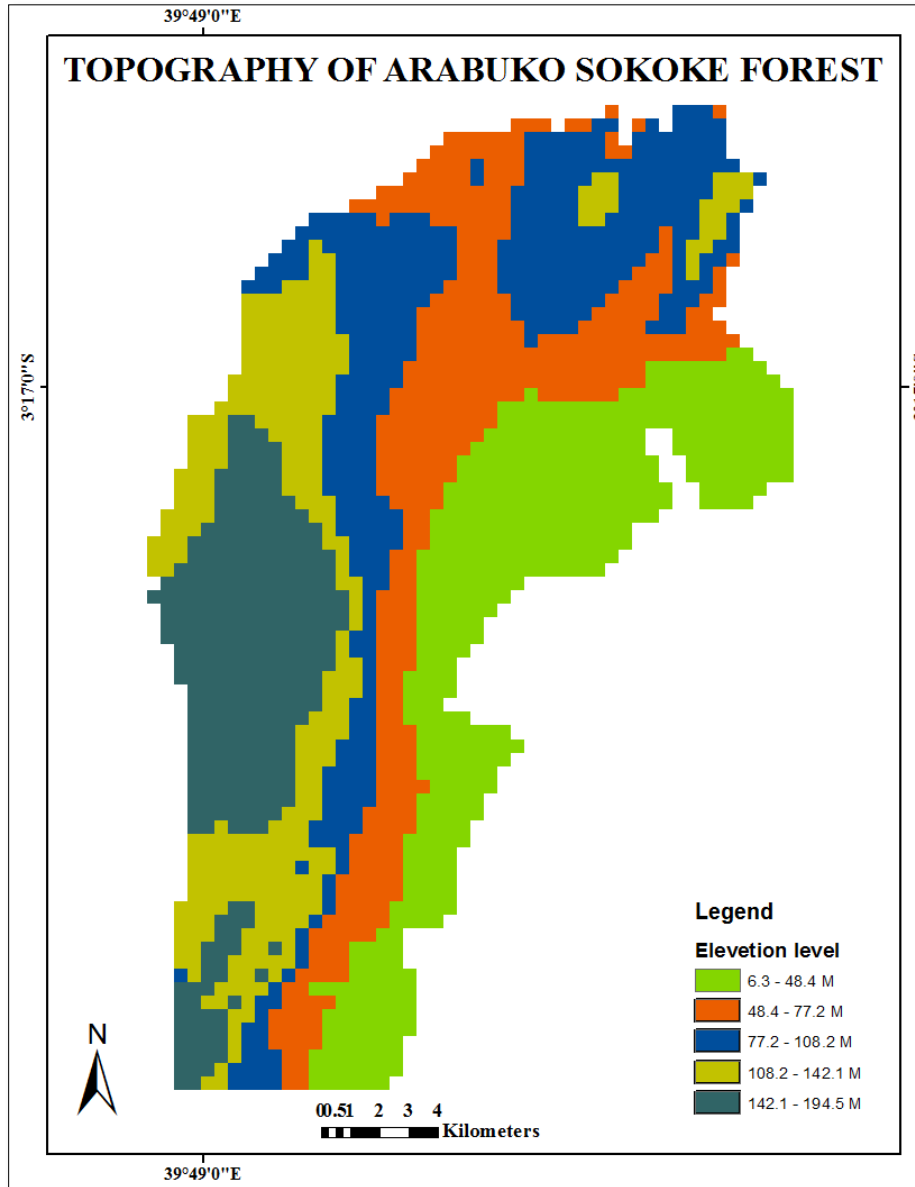 39°49'0"E
TOPOGRAPHY OF ARABUKO SOKOKE FOREST
3°17'0"S
Legend
Elevetion level
6.3 - 48.4 M
48.4 - 77.2 M
77.2 - 108.2 M
108.2 - 142.1 M
142.1 - 194.5 M
N
00.51 2 3 4
Kilometers
39°49'0"E